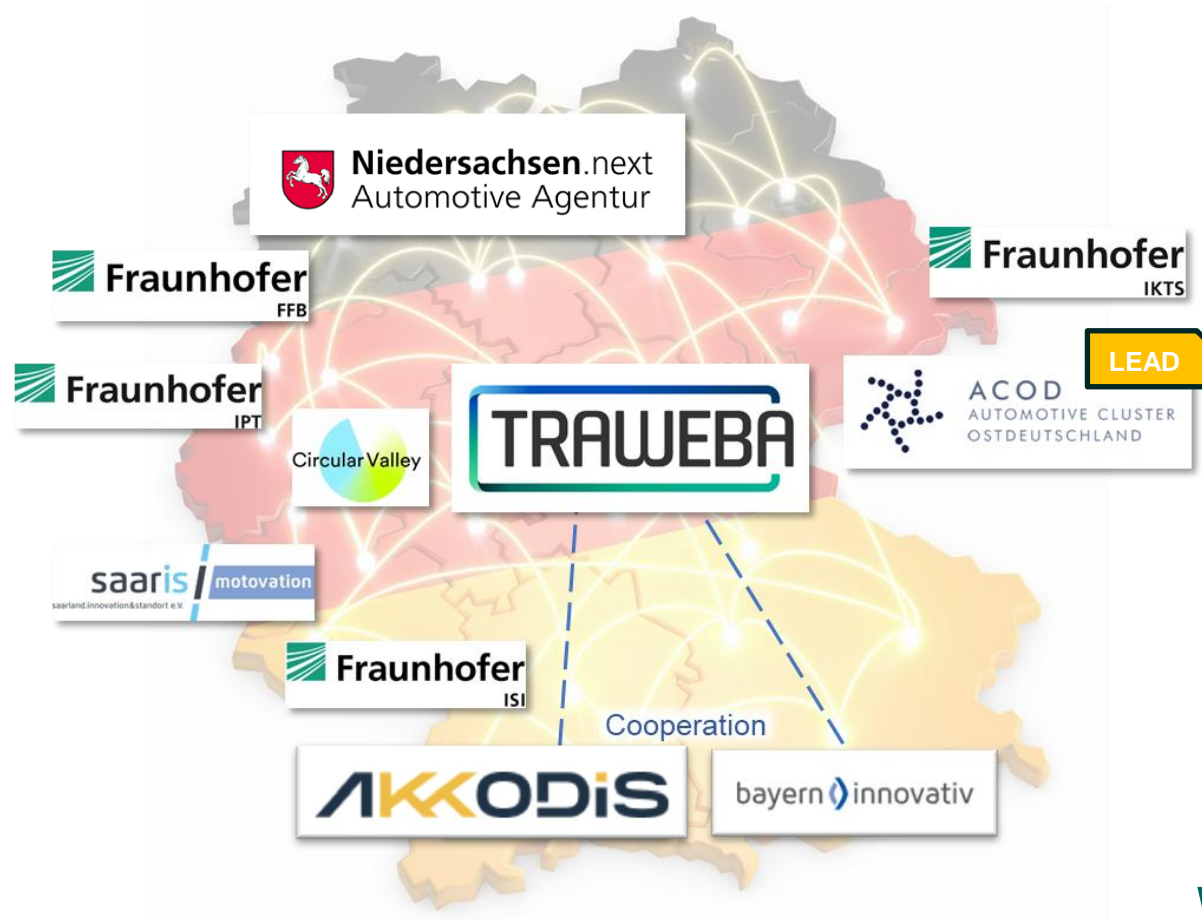 Niedersachsen.next
Automotive Agentur
Fraunhofer
FFB
Fraunhofer
IKTS
LEAD
ACOD
AUTOMOTIVE CLUSTER
OSTDEUTSCHLAND
Fraunhofer
IPT
Circular Valley
TRAWEBA
saaris motovation
saarland.innovation&standort e.V.
Fraunhofer
ISI
Cooperation
AKKODiS
bayern innovativ